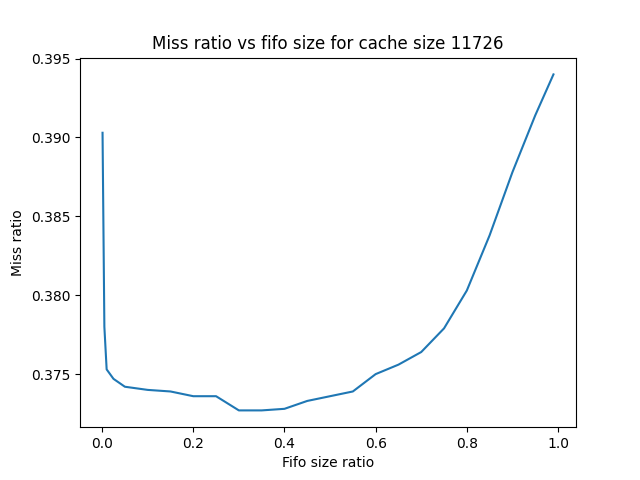 Miss ratio vs fifo size for cache size 11726
0.395
0.390
0.385
0.380
0.375
Miss ratio
0.0 0.2 0.4 0.6 0.8 1.0
Fifo size ratio